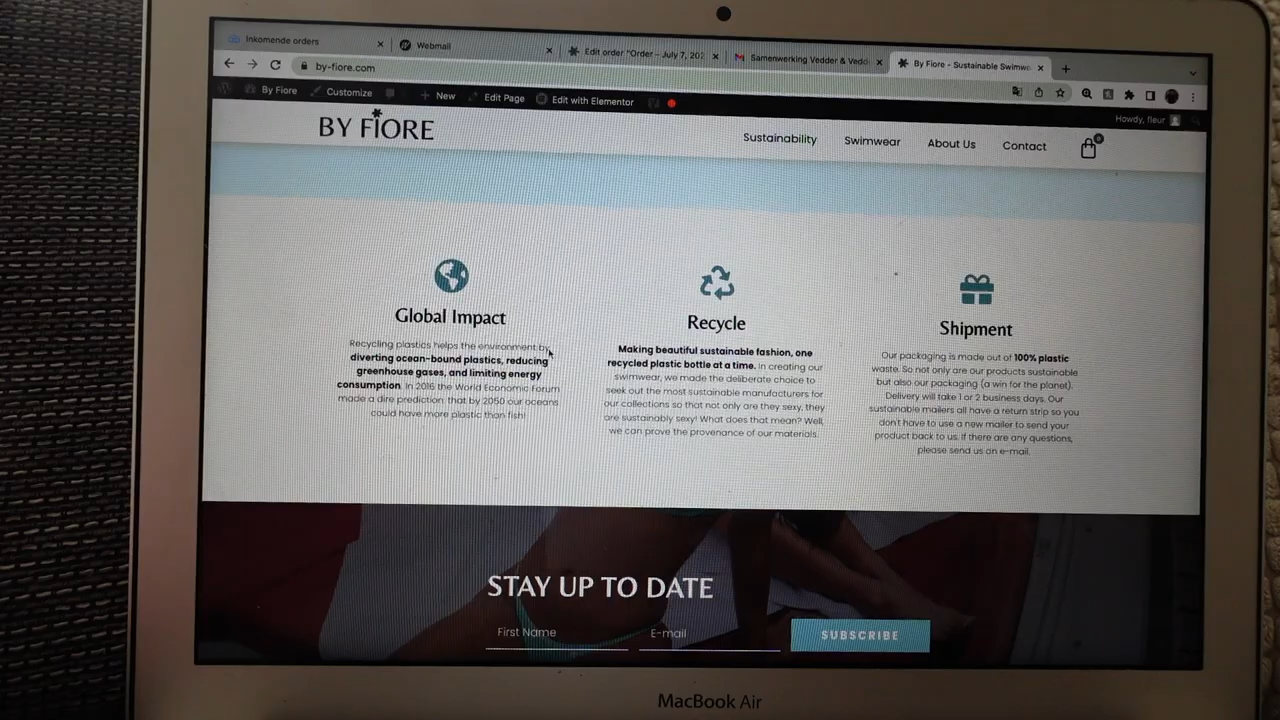 Inkomende orders
Webmail
Edit order "Order – July 7, 202
Samenwerking Vedder & Vedd
By Fiore - Sustainable Swimwe
by-fiore.com
By Fiore
Customize
New
Edit Page
Edit with Elementor
Howdy, fleur
BY FIORE
Sustainability
Swimwear
About Us
Contact
0
Global Impact
Recycling plastics helps the environment by
diverting ocean-bound plastics, reducing
greenhouse gases, and limiting energy
consumption. In 2016 the World Economic Forum
made a dire prediction: that by 2050 our oceans
could have more plastic than fish!
Recycle
Making beautiful sustainable fashion, one
recycled plastic bottle at a time. In creating our
swimwear, we made the deliberate choice to
seek out the most sustainable manufacturers for
our collections so that not only are they sexy, they
are sustainably sexy! What does that mean? Well,
we can prove the provenance of our materials.
Shipment
Our packaging is made out of 100% plastic
waste. So not only are our products sustainable
but also our packaging (a win for the planet).
Delivery will take 1 or 2 business days. Our
sustainable mailers all have a return strip so you
don't have to use a new mailer to send your
product back to us. If there are any questions,
please send us an e-mail.
STAY UP TO DATE
First Name
E-mail
SUBSCRIBE
MacBook Air